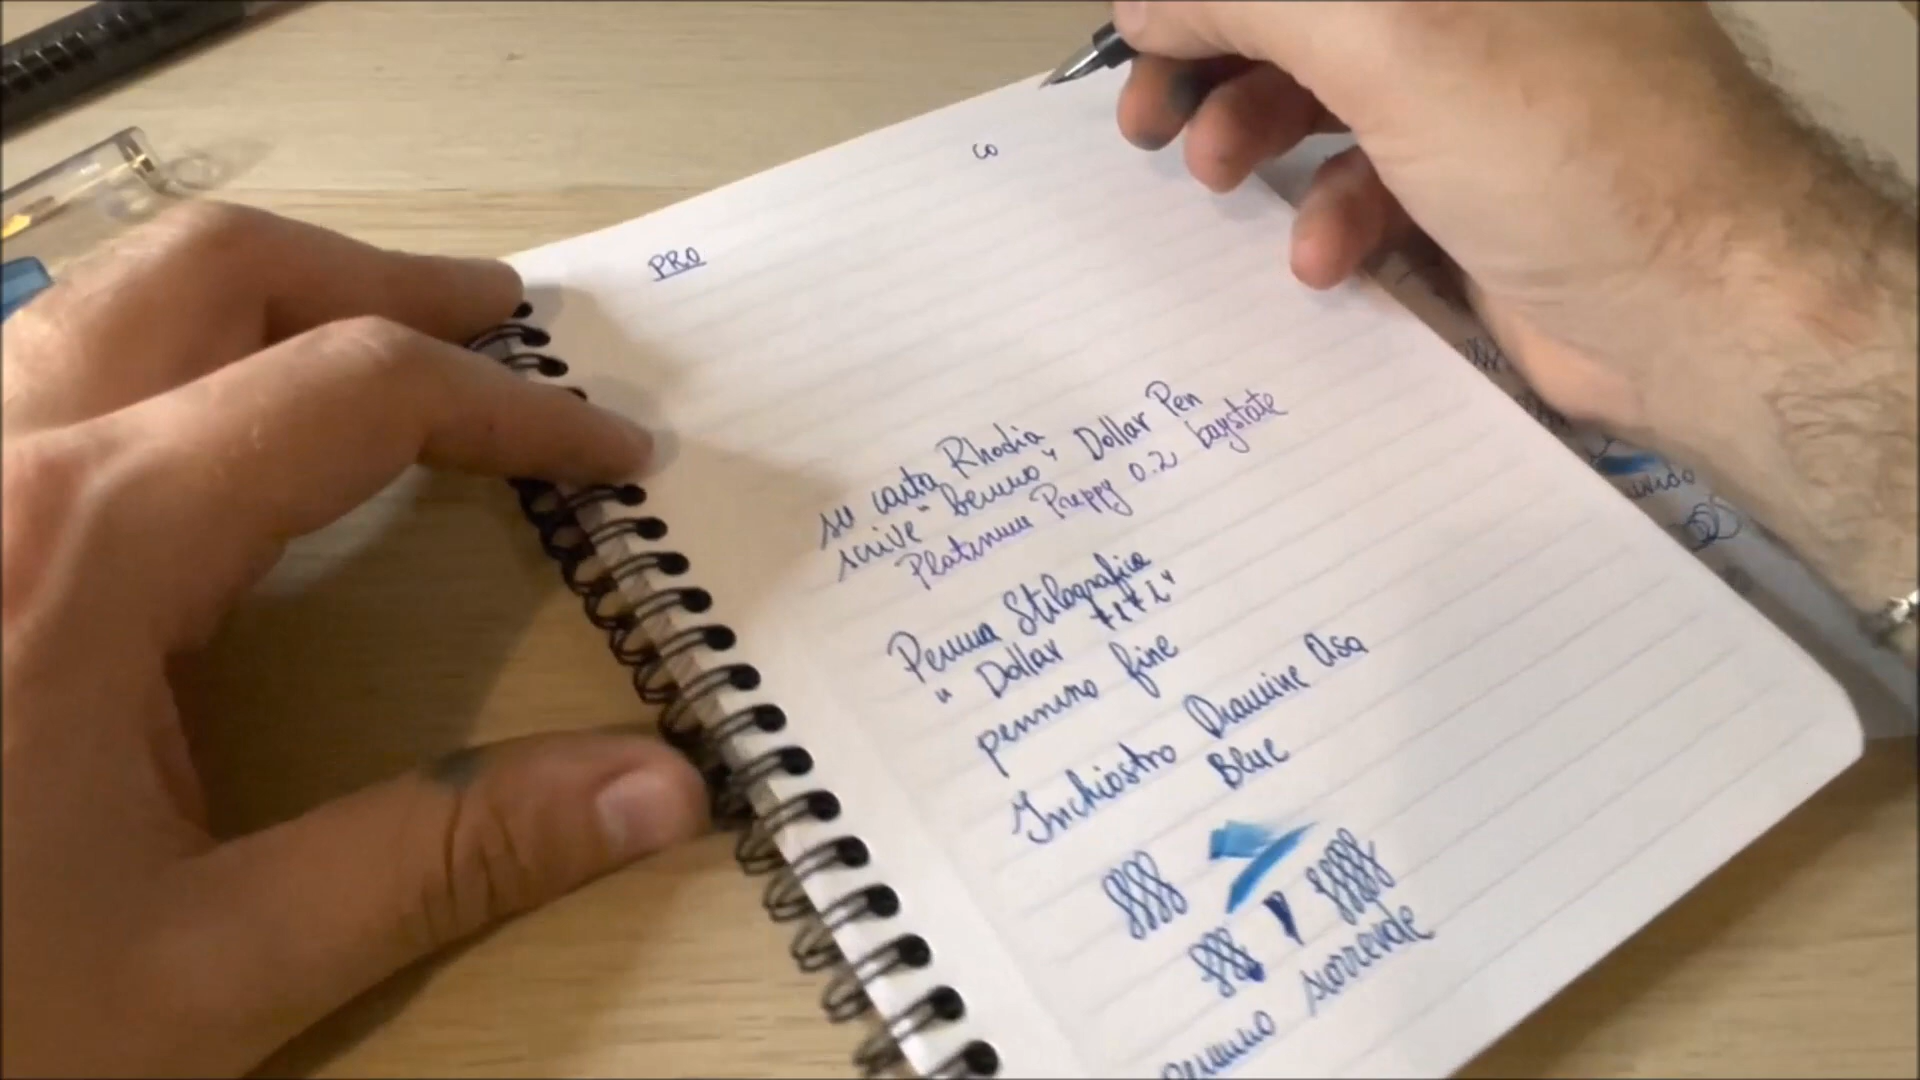 PRO
CO
su carta Rhodia
scrive "benino" Dollar Pen
Platinum Preppy 0.2 baystate
Penna Stilografica
" Dollar 717i"
pennino fine
Inchiostro Diamine Asa
Blue
pennino scorrevole